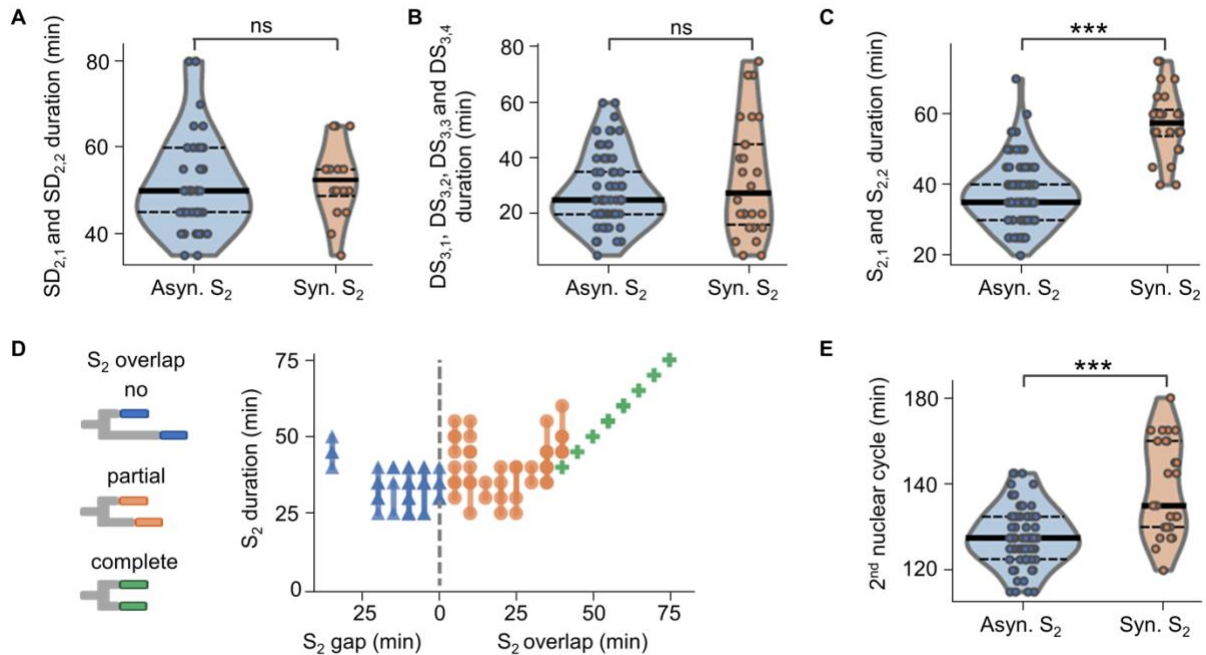 A
ns
SD2,1 and SD2,2 duration (min)
80
60
40
Asyn. S2
Syn. S2
B
ns
DS3,1, DS3,2, DS3,3 and DS3,4
duration (min)
80
60
40
20
Asyn. S2
Syn. S2
C
***
S2,1 and S2,2 duration (min)
60
40
20
Asyn. S2
Syn. S2
D
S2 overlap
no
partial
complete
S2 duration (min)
75
50
25
0
25
0
25
50
75
S2 gap (min)
S2 overlap (min)
E
***
2nd nuclear cycle (min)
180
140
120
160
Asyn. S2
Syn. S2